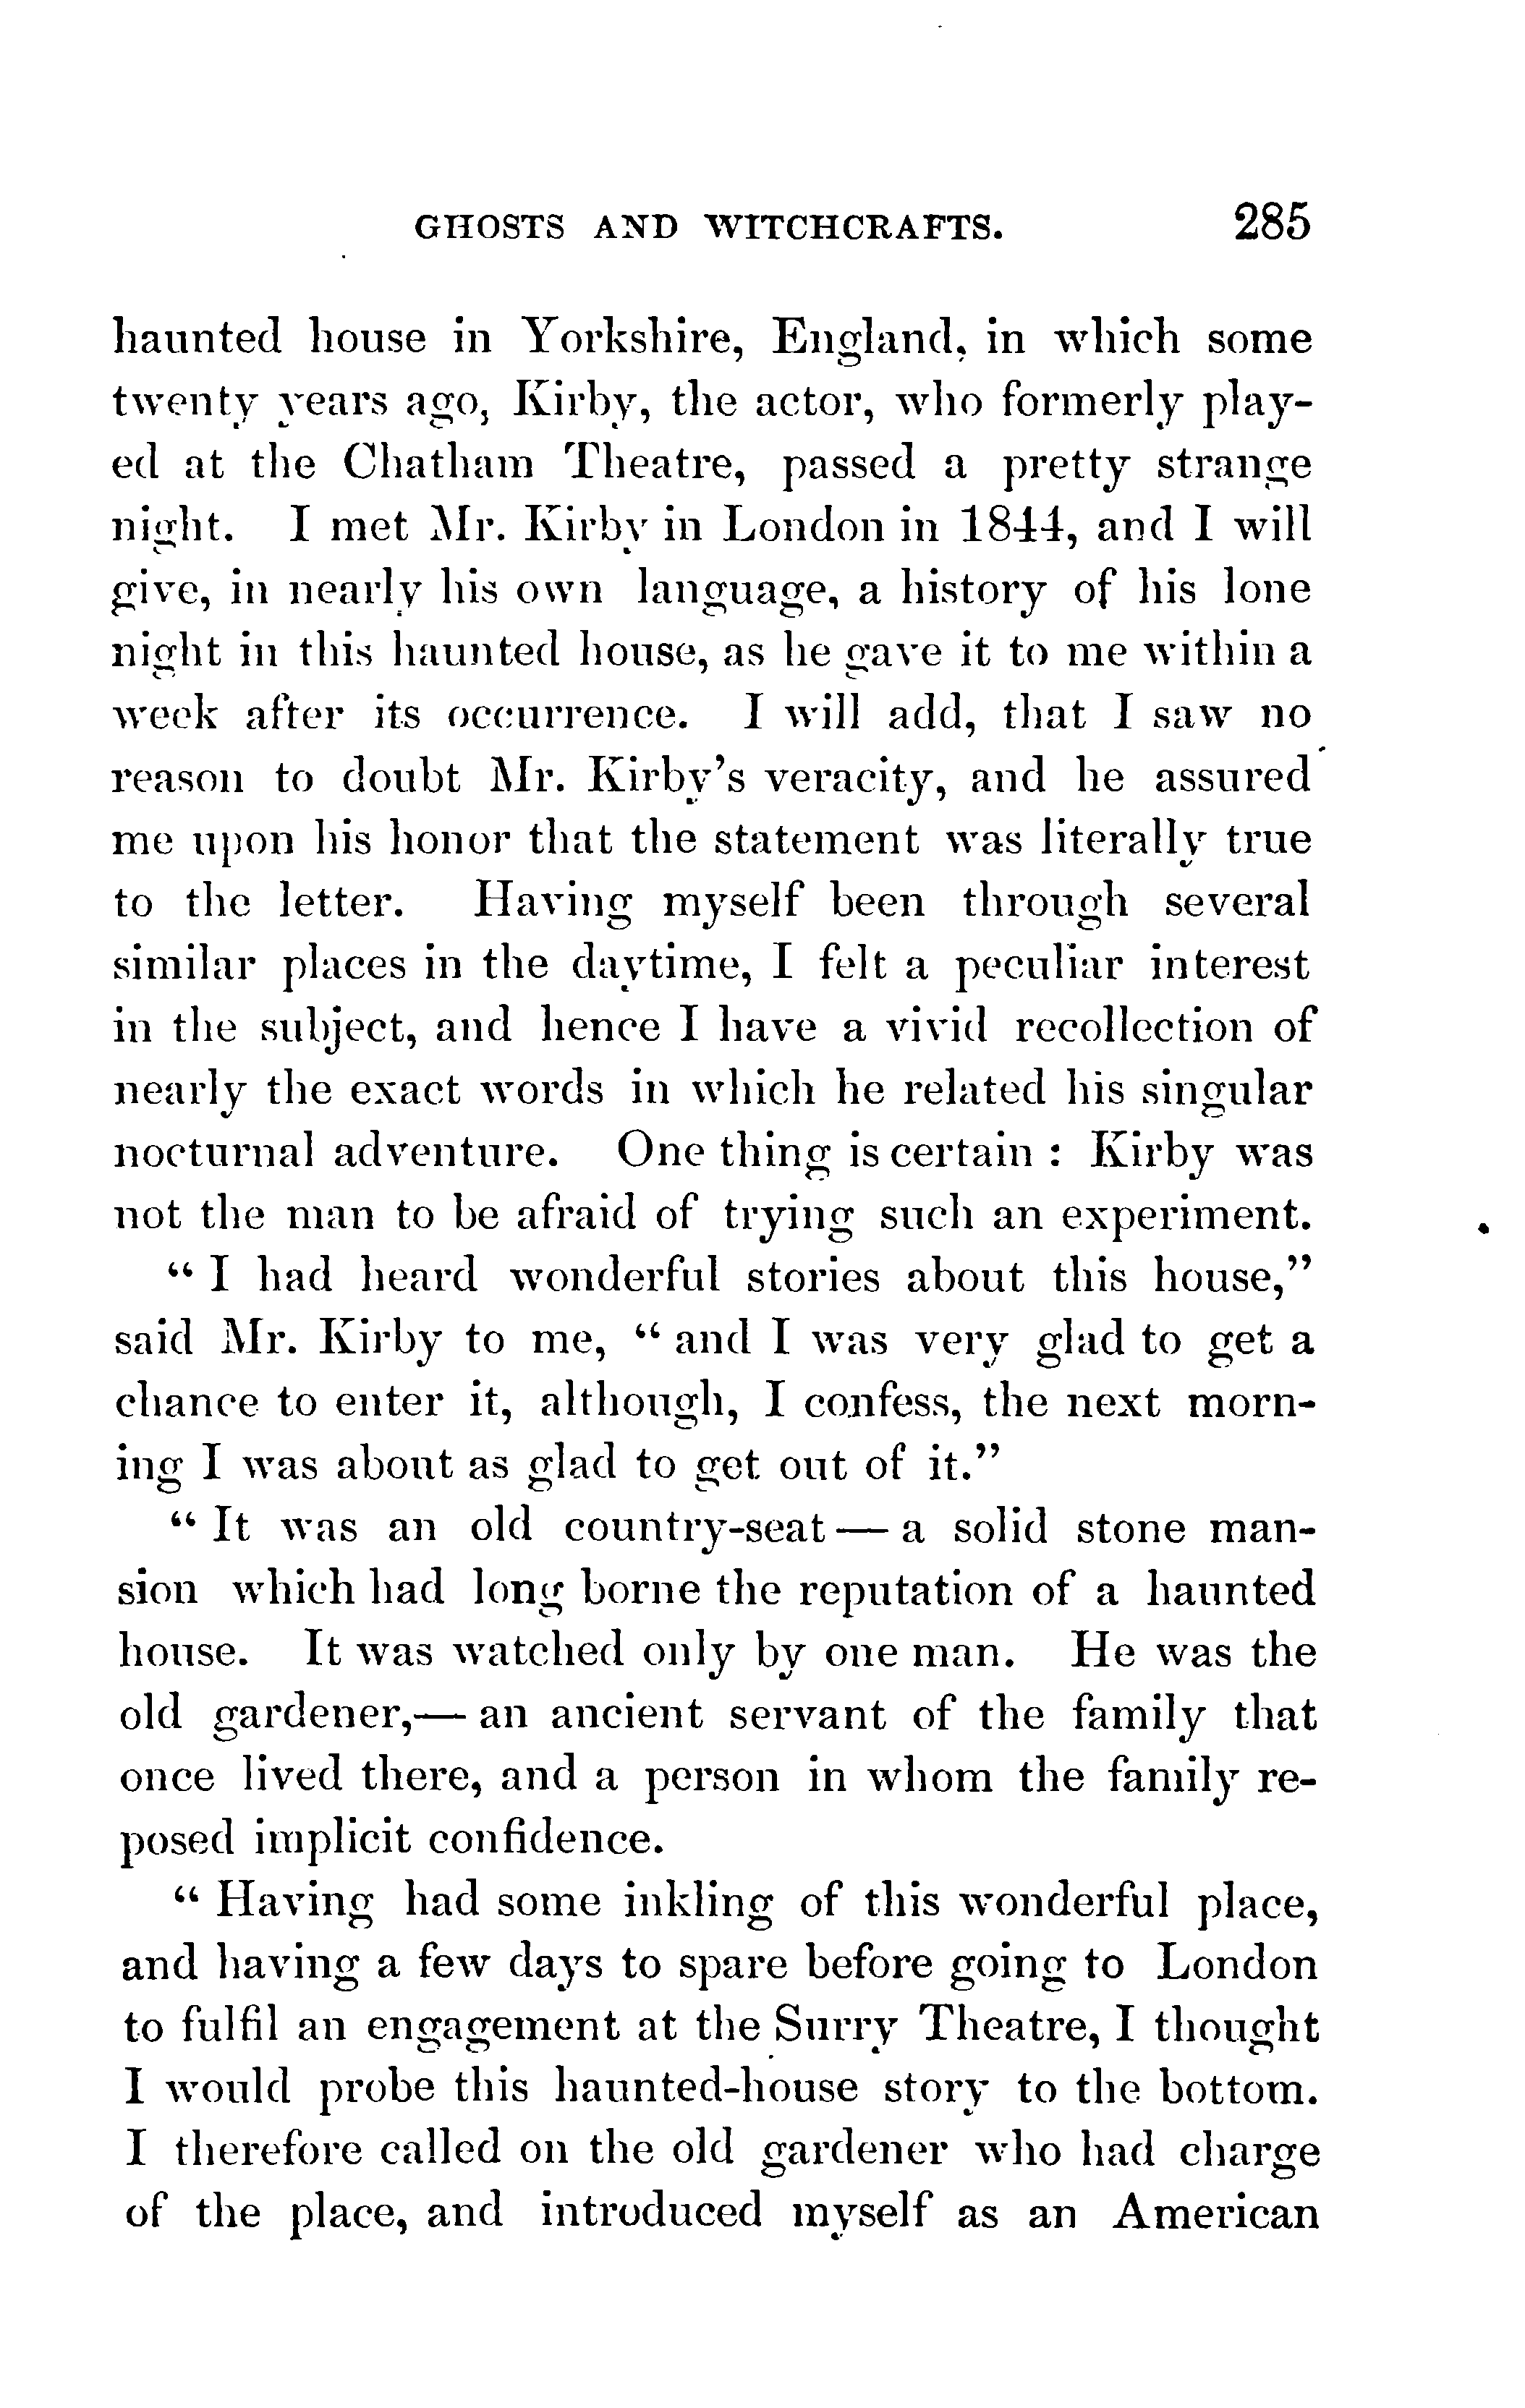 GHOSTS AND WITCHCRAFTS. 285
haunted house in Yorkshire, England, in which some
twenty years ago, Kirby, the actor, who formerly play-
ed at the Chatham Theatre, passed a pretty strange
night. I met Mr. Kirby in London in 1844, and I will
give, in nearly his own language, a history of his lone
night in this haunted house, as he gave it to me within a
week after its occurrence. I will add, that I saw no
reason to doubt Mr. Kirby's veracity, and he assured
me upon his honor that the statement was literally true
to the letter. Having myself been through several
similar places in the daytime, I felt a peculiar interest
in the subject, and hence I have a vivid recollection of
nearly the exact words in which he related his singular
nocturnal adventure. One thing is certain : Kirby was
not the man to be afraid of trying such an experiment.
“ I had heard wonderful stories about this house,”
said Mr. Kirby to me, “ and I was very glad to get a
chance to enter it, although, I confess, the next morn-
ing I was about as glad to get out of it.”
“ It was an old country-seat — a solid stone man-
sion which had long borne the reputation of a haunted
house. It was watched only by one man. He was the
old gardener,— an ancient servant of the family that
once lived there, and a person in whom the family re-
posed implicit confidence.
“ Having had some inkling of this wonderful place,
and having a few days to spare before going to London
to fulfil an engagement at the Surry Theatre, I thought
I would probe this haunted-house story to the bottom.
I therefore called on the old gardener who had charge
of the place, and introduced myself as an American